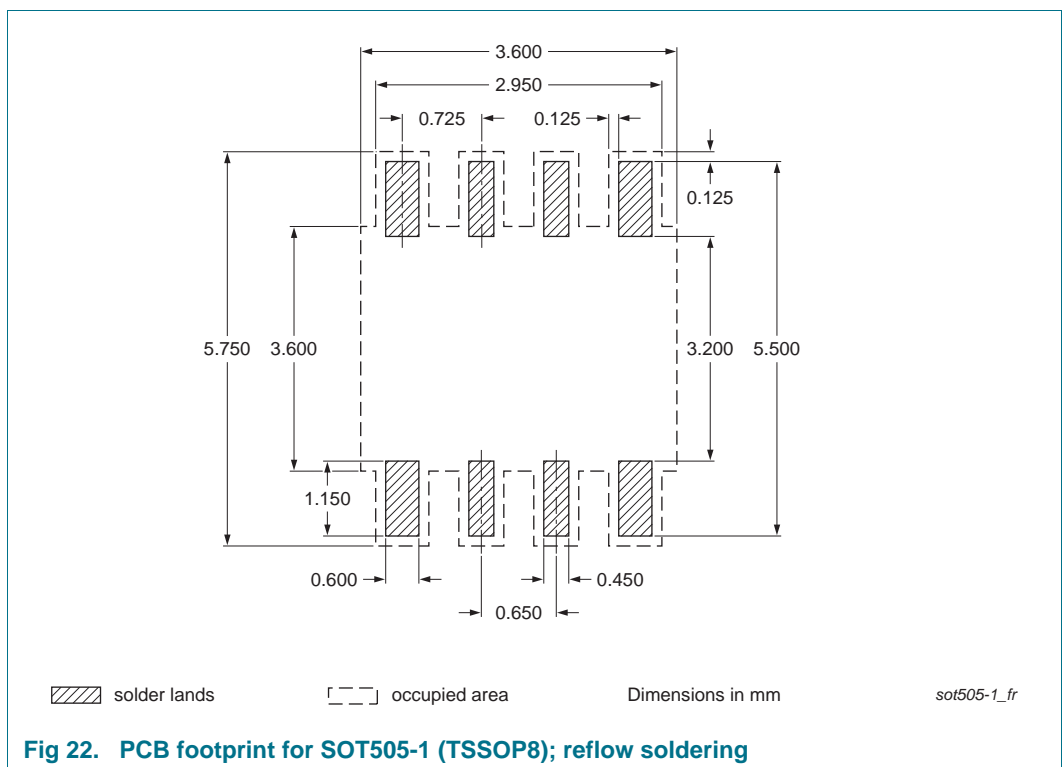 3.600
2.950
0.725 0.125
0.125
5.750 3.600 3.200 5.500
1.150
0.600 0.450
0.650
solder lands occupied area Dimensions in mm sot505-1_fr
Fig 22. PCB footprint for SOT505-1 (TSSOP8); reflow soldering